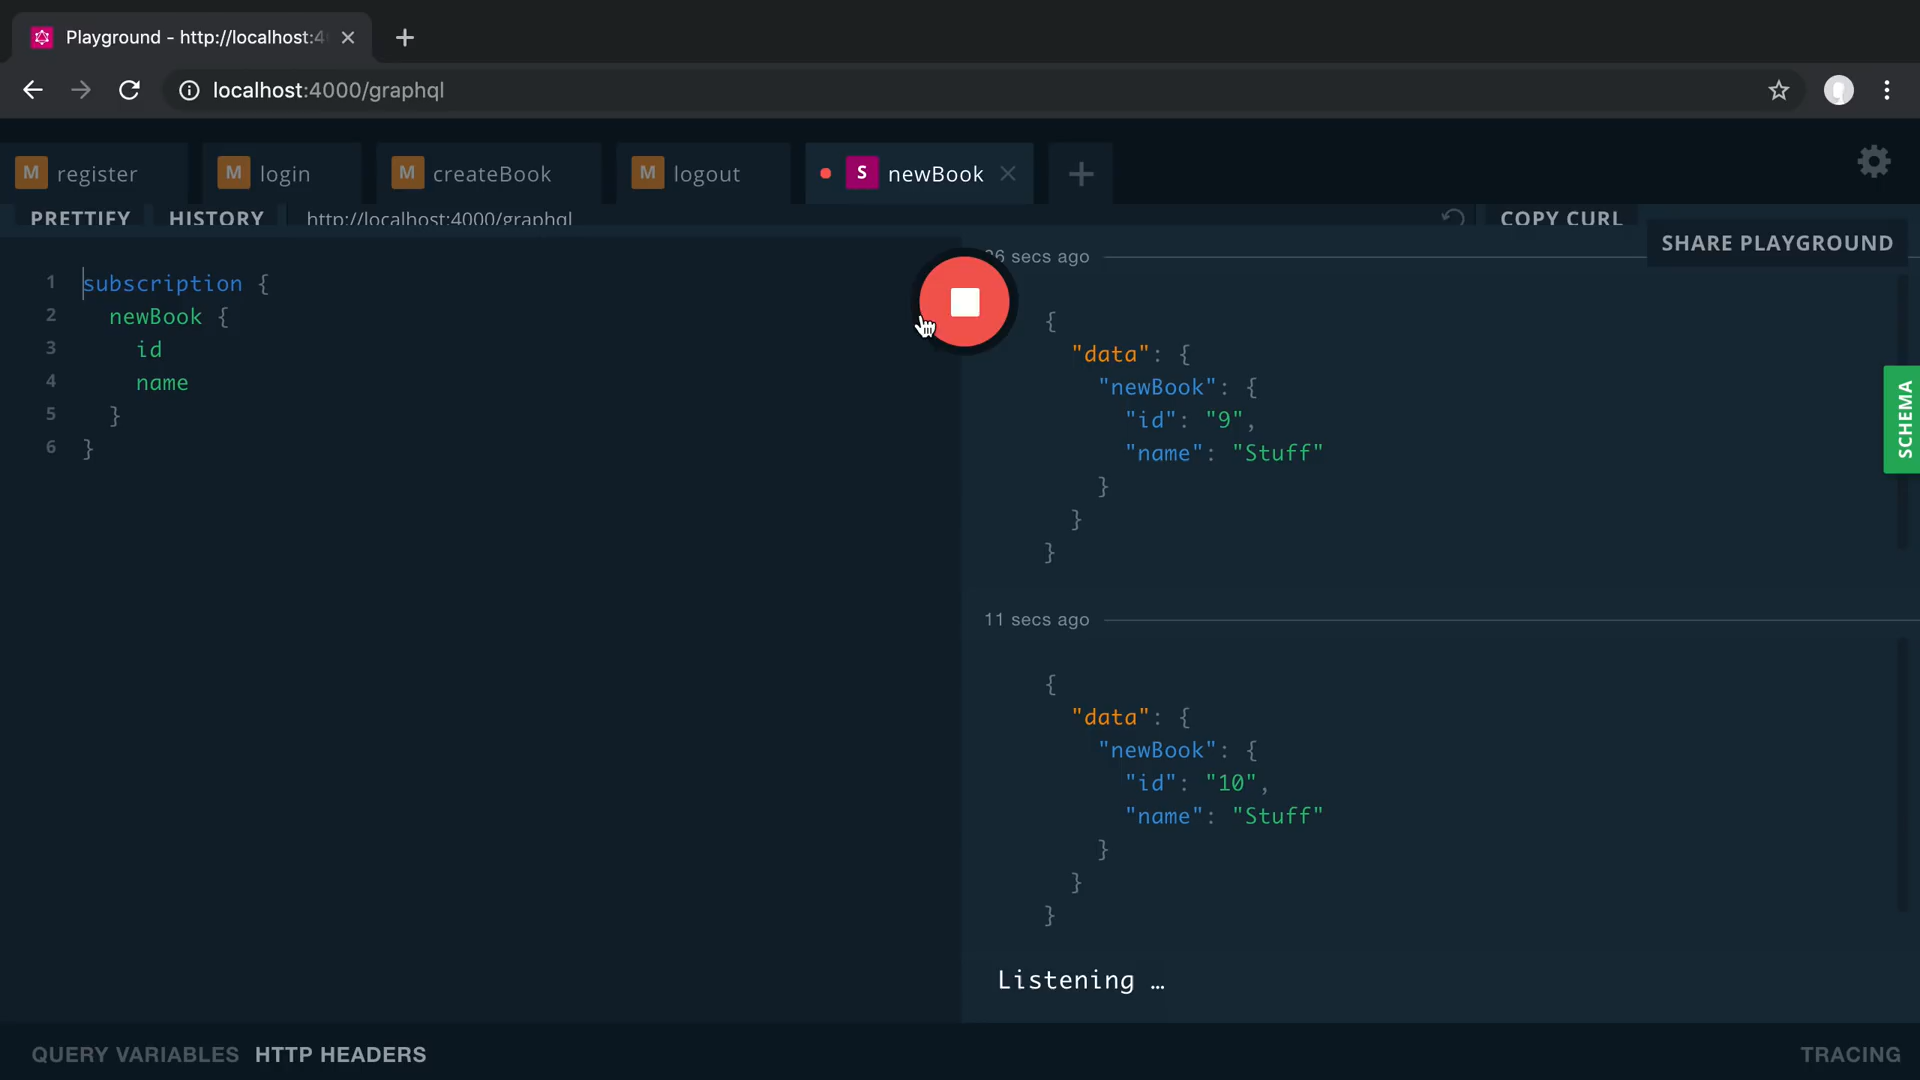 Playground - http://localhost:4
localhost:4000/graphql
M register
M login
M createBook
M logout
S newBook
PRETTIFY
HISTORY
http://localhost:4000/graphql
COPY CURL
SHARE PLAYGROUND
1 subscription {
2 newBook {
3 id
4 name
5 }
6 }
6 secs ago
{
"data": {
"newBook": {
"id": "9",
"name": "Stuff"
}
}
}
SCHEMA
11 secs ago
{
"data": {
"newBook": {
"id": "10",
"name": "Stuff"
}
}
}
Listening …
QUERY VARIABLES
HTTP HEADERS
TRACING